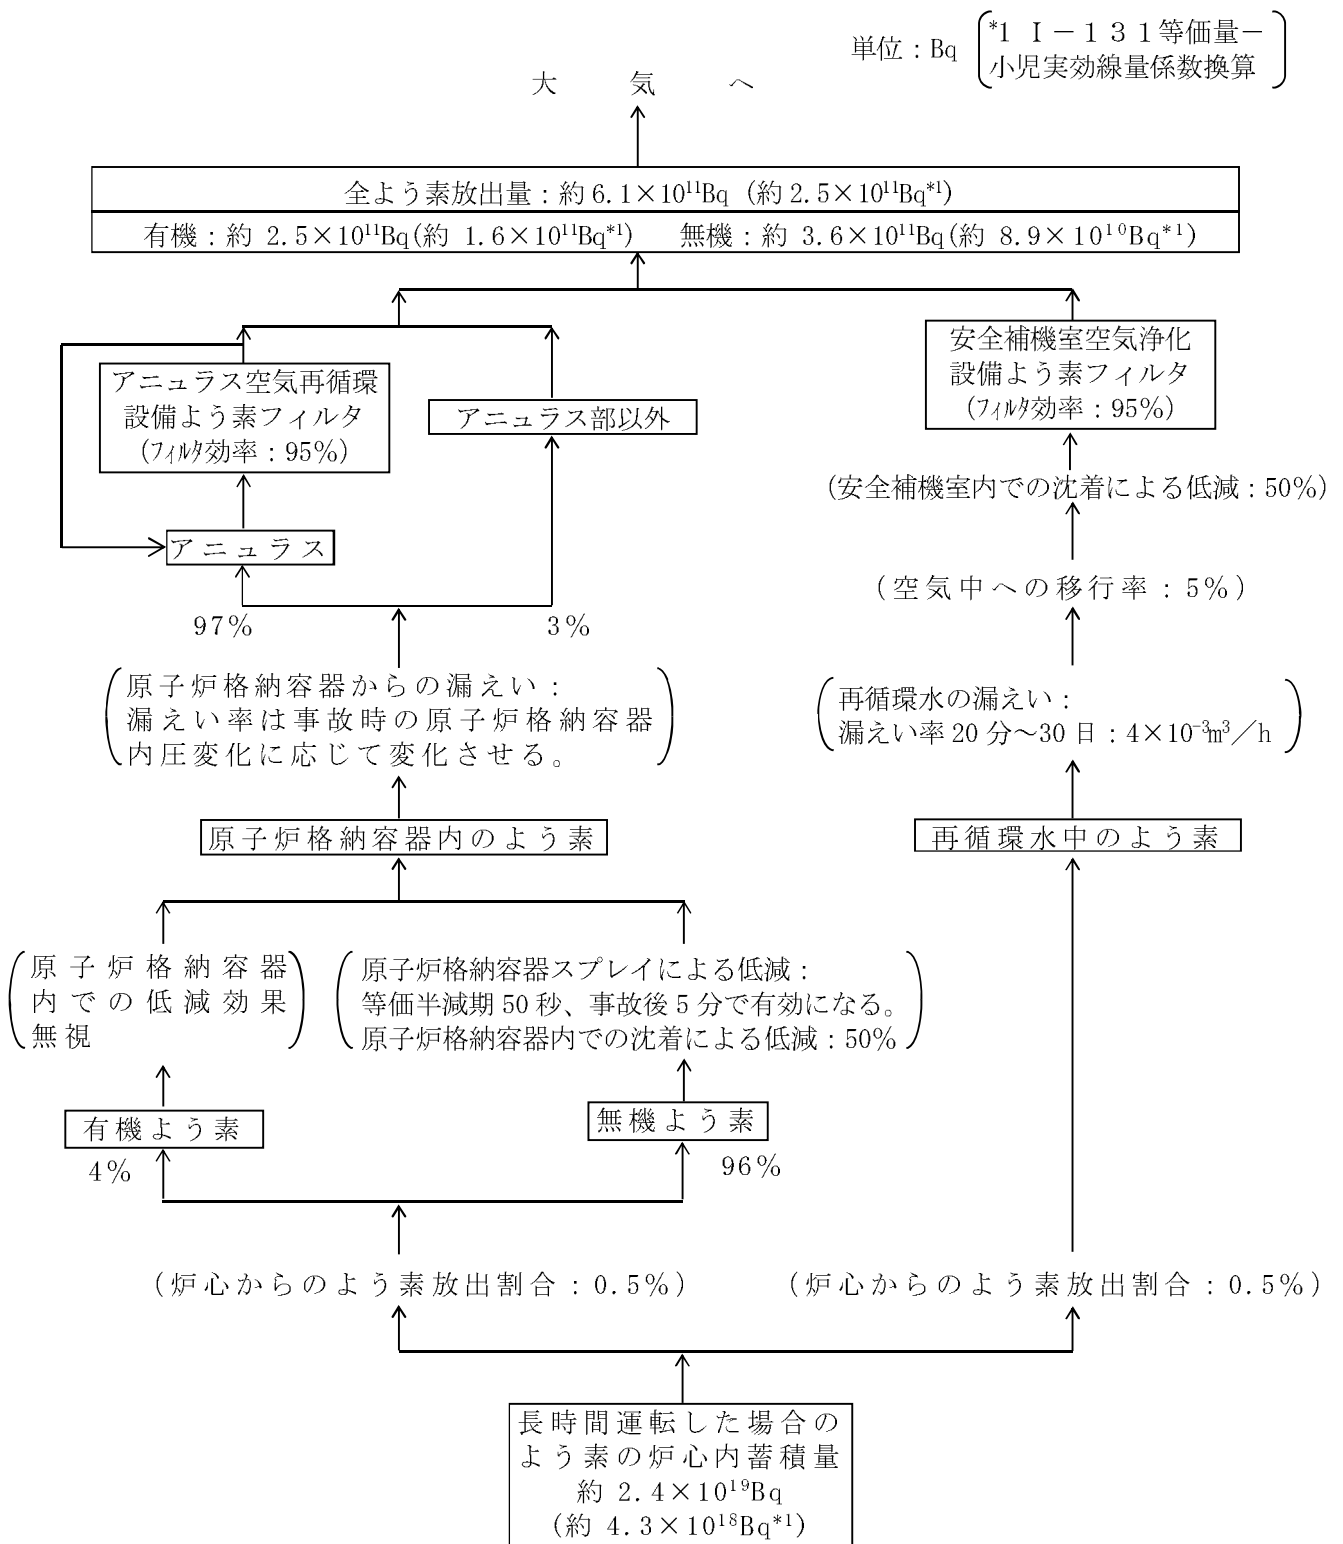 単位：Bq
*1 Ｉ－１３１等価量－
小児実効線量係数換算
大 気 へ
全よう素放出量：約6.1×10¹¹Bq (約2.5×10¹¹Bq*¹)
有機：約 2.5×10¹¹Bq(約 1.6×10¹¹Bq*¹) 無機：約 3.6×10¹¹Bq(約 8.9×10¹⁰Bq*¹)
アニュラス空気再循環
設備よう素フィルタ
(フィルタ効率：95％)
アニュラス部以外
安全補機室空気浄化
設備よう素フィルタ
(フィルタ効率：95％)
(安全補機室内での沈着による低減：50％)
アニュラス
(空気中への移行率：5％)
97％
3％
原子炉格納容器からの漏えい：
漏えい率は事故時の原子炉格納容器
内圧変化に応じて変化させる。
再循環水の漏えい：
漏えい率20分～30日：4×10⁻³m³／h
原子炉格納容器内のよう素
再循環水中のよう素
原子炉格納容器
内での低減効果
無視
原子炉格納容器スプレイによる低減：
等価半減期50秒、事故後5分で有効になる。
原子炉格納容器内での沈着による低減：50％
有機よう素
無機よう素
4％
96％
(炉心からのよう素放出割合：0.5％)
(炉心からのよう素放出割合：0.5％)
長時間運転した場合の
よう素の炉心内蓄積量
約 2.4×10¹⁹Bq
(約 4.3×10¹⁸Bq*¹)